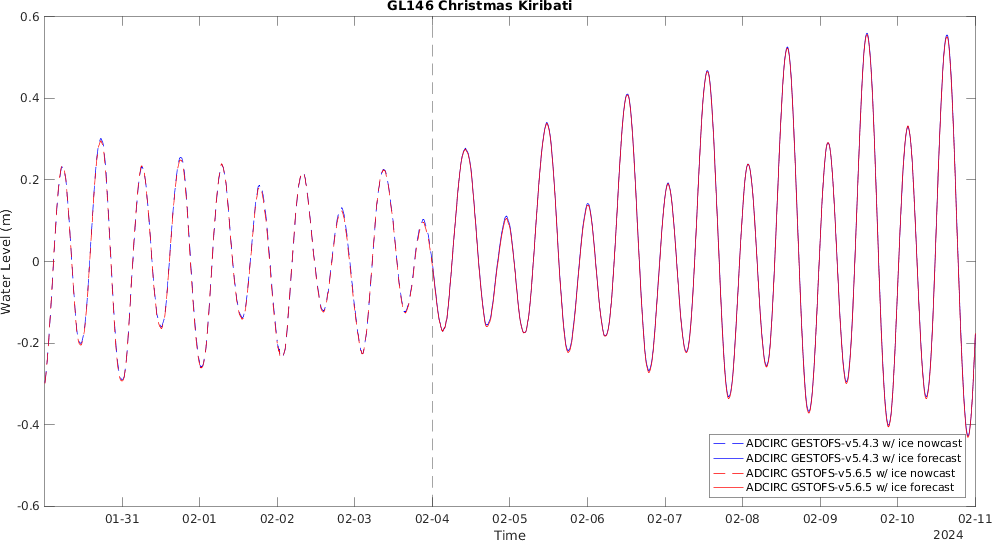 GL146 Christmas Kiribati
0.6
0.4
0.2
0
-0.2
-0.4
-0.6
Water Level (m)
ADCIRC GESTOFS-v5.4.3 w/ ice nowcast
ADCIRC GESTOFS-v5.4.3 w/ ice forecast
ADCIRC GSTOFS-v5.6.5 w/ ice nowcast
ADCIRC GSTOFS-v5.6.5 w/ ice forecast
01-31 02-01 02-02 02-03 02-04 02-05 02-06 02-07 02-08 02-09 02-10 02-11
Time
2024